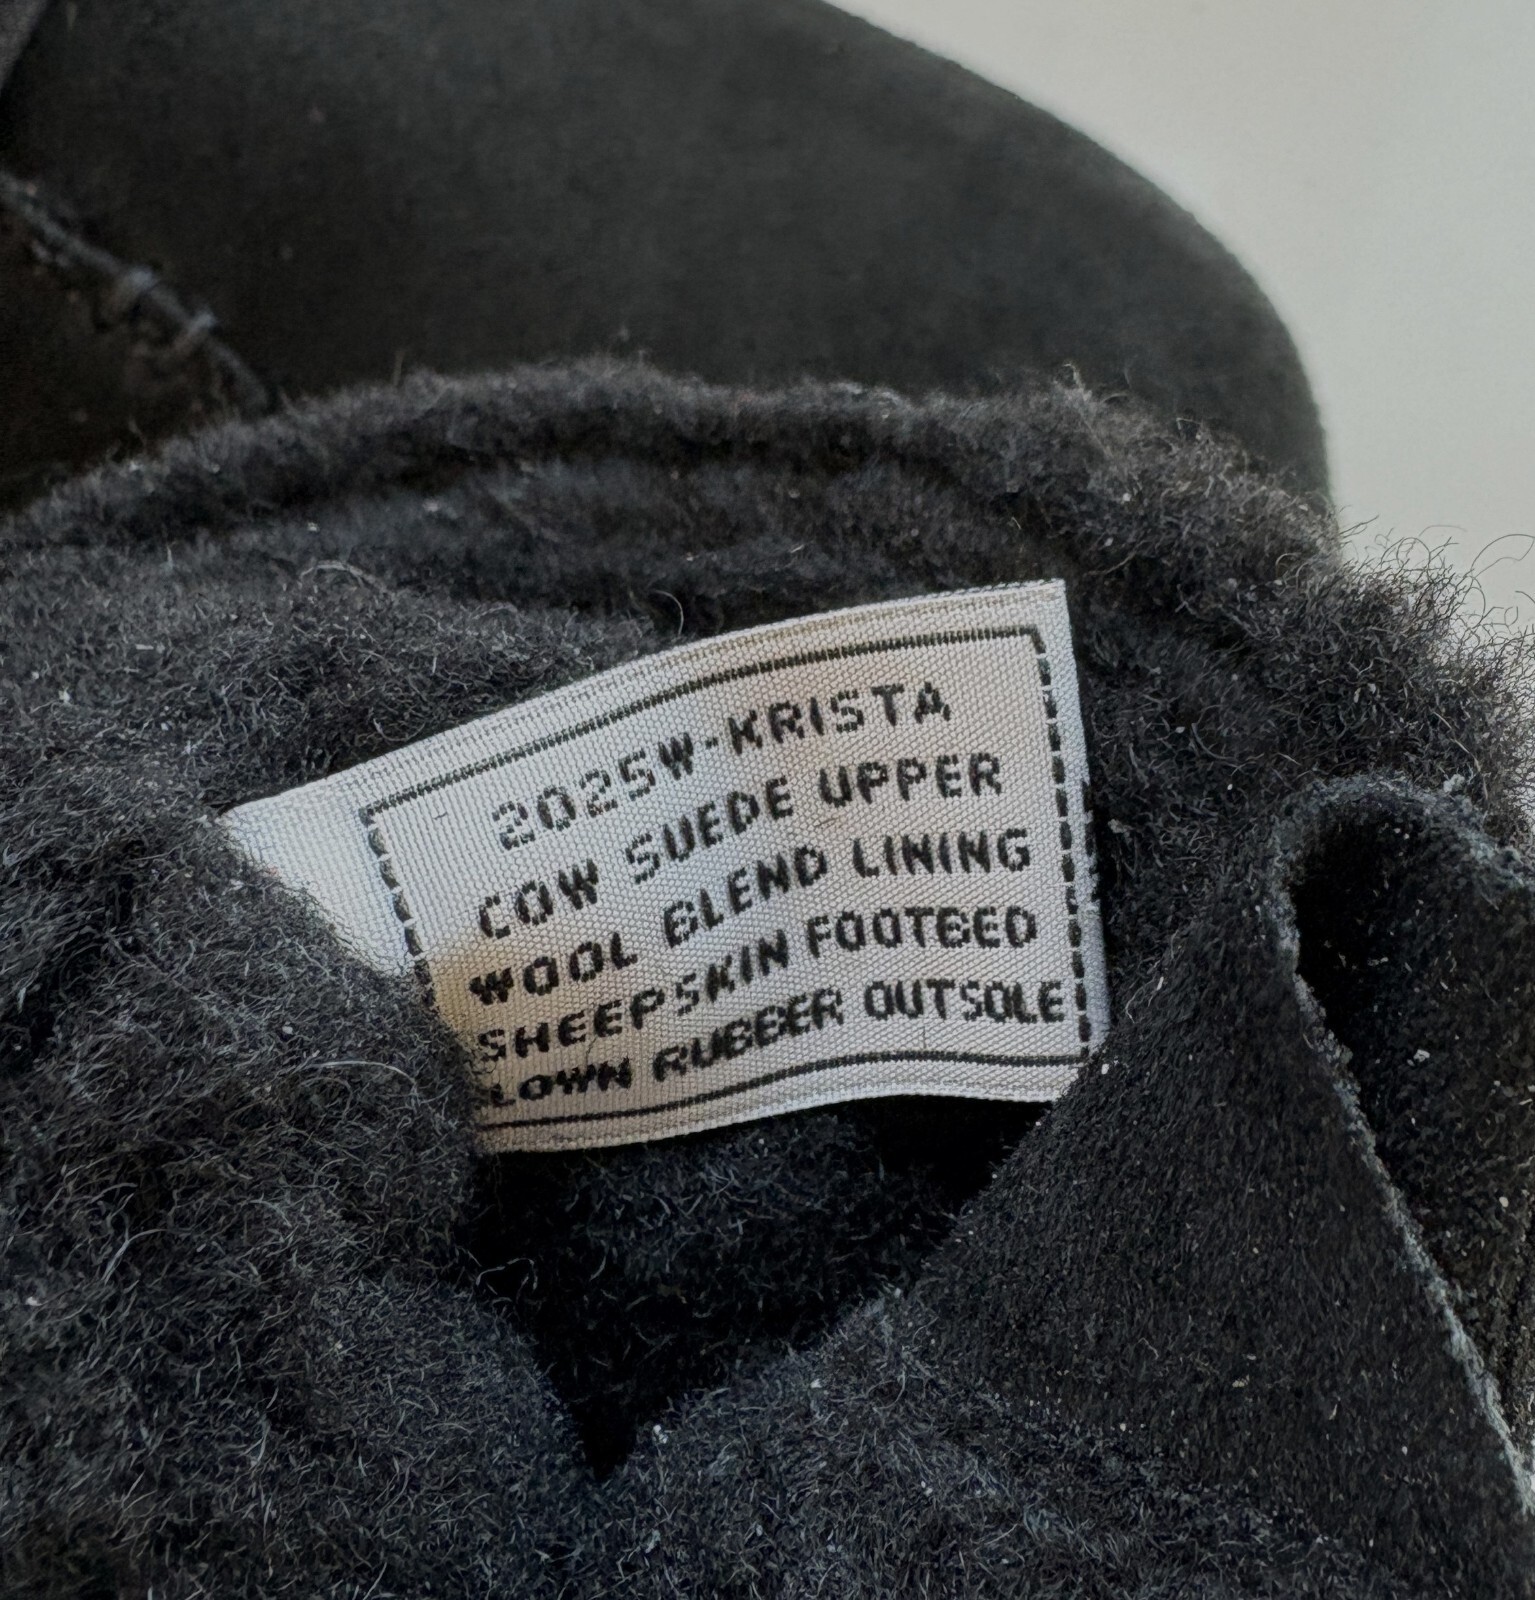 2025W-KRISTA
COW SUEDE UPPER
WOOL BLEND LINING
SHEEPSKIN FOOTBED
RUBBER OUTSOLE